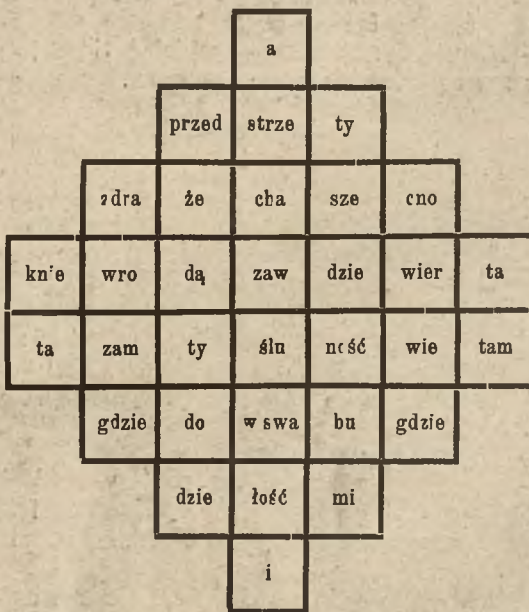 a
przed strze ty
zdra że cha sze cno
knie wro dą zaw dzie wier ta
ta zam ty ślu ność wie tam
gdzie do w swa bu gdzie
dzie łość mi
i